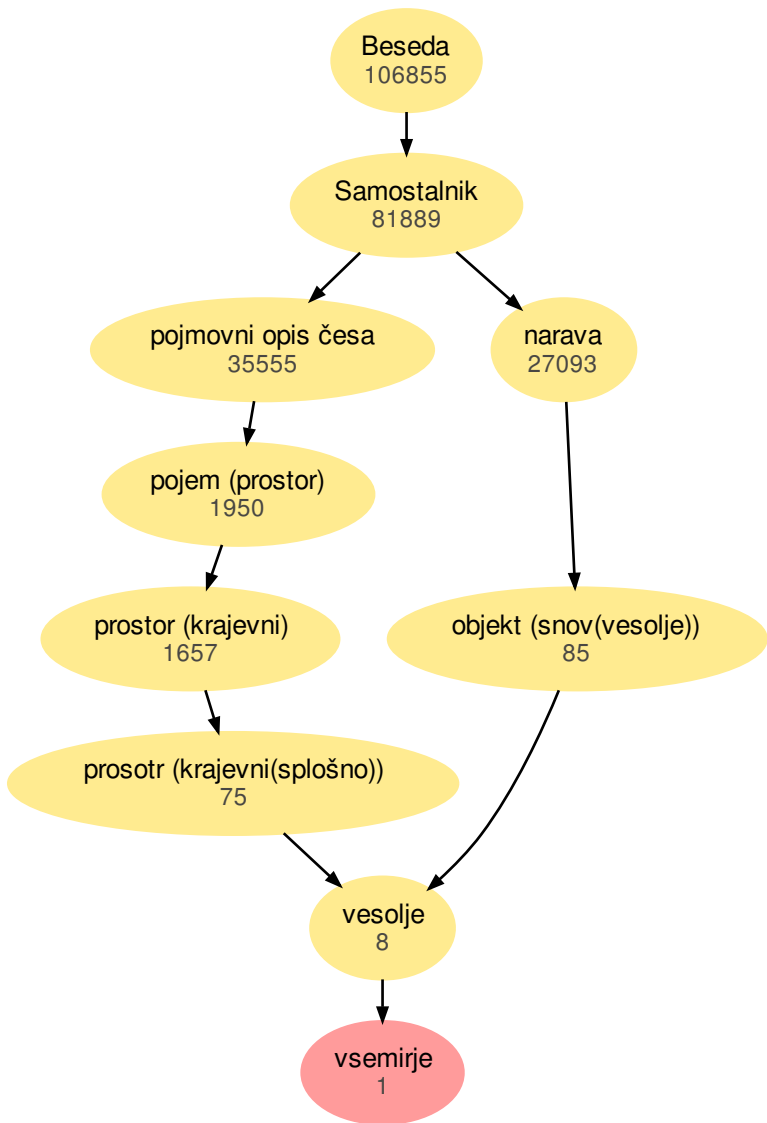 Beseda
106855
Samostalnik
81889
pojmovni opis česa
35555
narava
27093
pojem (prostor)
1950
prostor (krajevni)
1657
objekt (snov(vesolje))
85
prosotr (krajevni(splošno))
75
vesolje
8
vsemirje
1